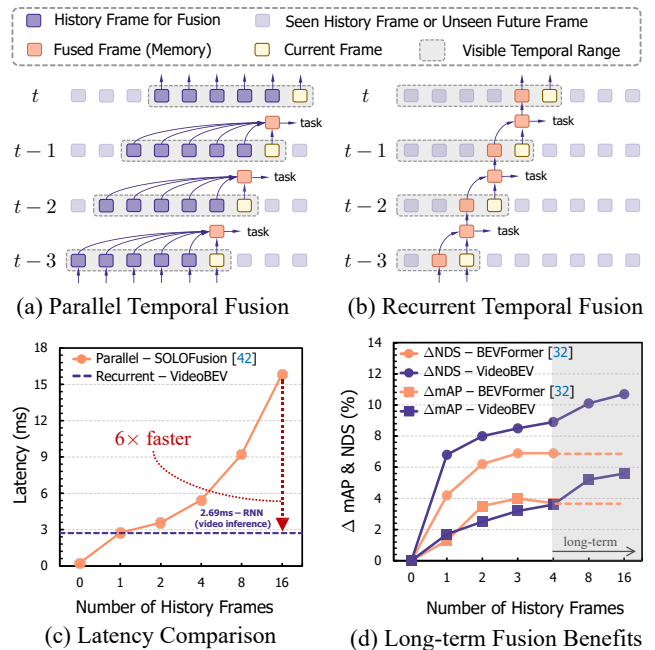 History Frame for Fusion
Seen History Frame or Unseen Future Frame
Fused Frame (Memory)
Current Frame
Visible Temporal Range
t
task
t − 1
task
t − 2
task
t − 3
(a) Parallel Temporal Fusion
t
task
t − 1
task
t − 2
task
t − 3
(b) Recurrent Temporal Fusion
Latency (ms)
18
15
12
9
6
3
0
Parallel – SOLOFusion [42]
Recurrent – VideoBEV
6× faster
2.69ms – RNN
(video inference)
0 1 2 4 8 16
Number of History Frames
(c) Latency Comparison
Δ mAP & NDS (%)
14
12
10
8
6
4
2
0
ΔNDS – BEVFormer [32]
ΔNDS – VideoBEV
ΔmAP – BEVFormer [32]
ΔmAP – VideoBEV
long-term
0 1 2 3 4 8 16
Number of History Frames
(d) Long-term Fusion Benefits